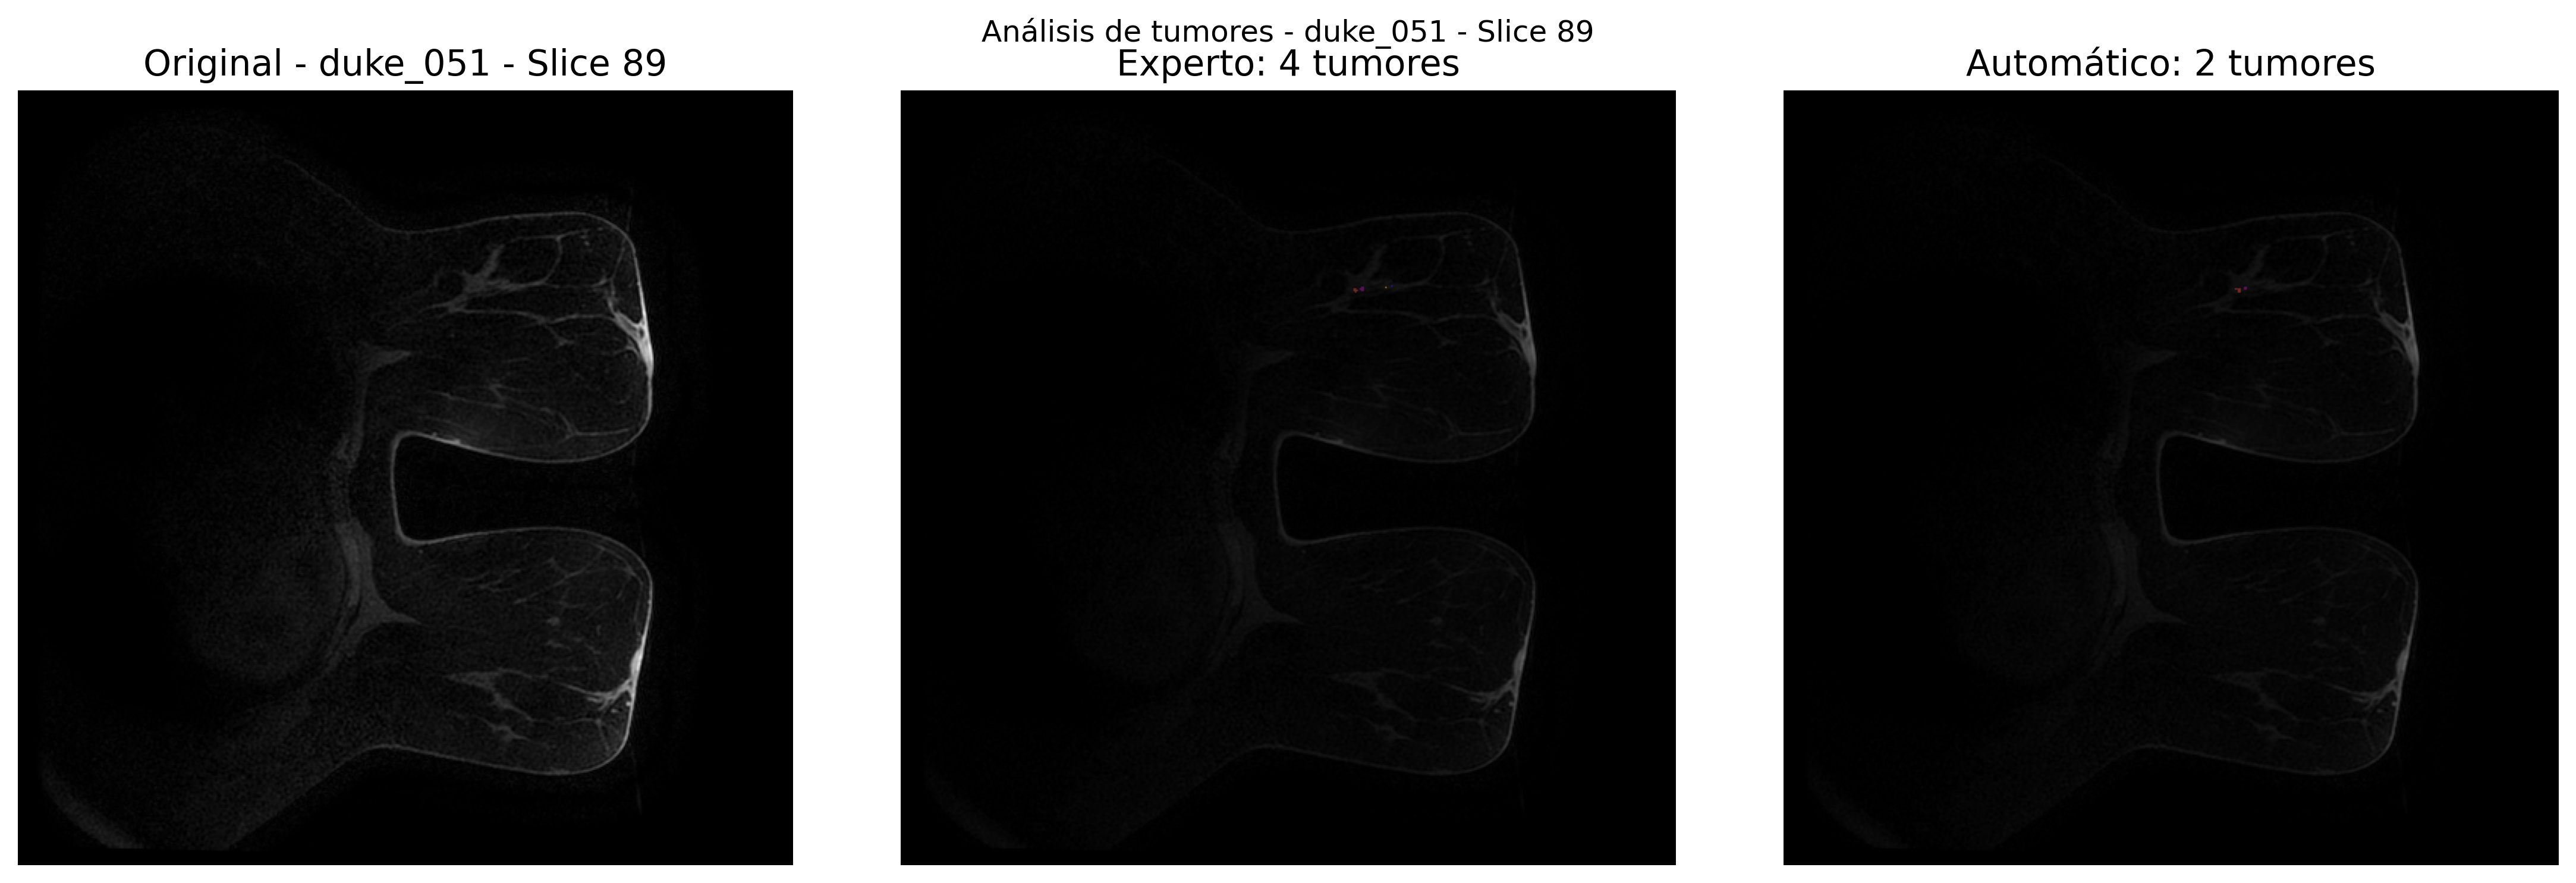 Análisis de tumores - duke_051 - Slice 89
Original - duke_051 - Slice 89
Experto: 4 tumores
Automático: 2 tumores